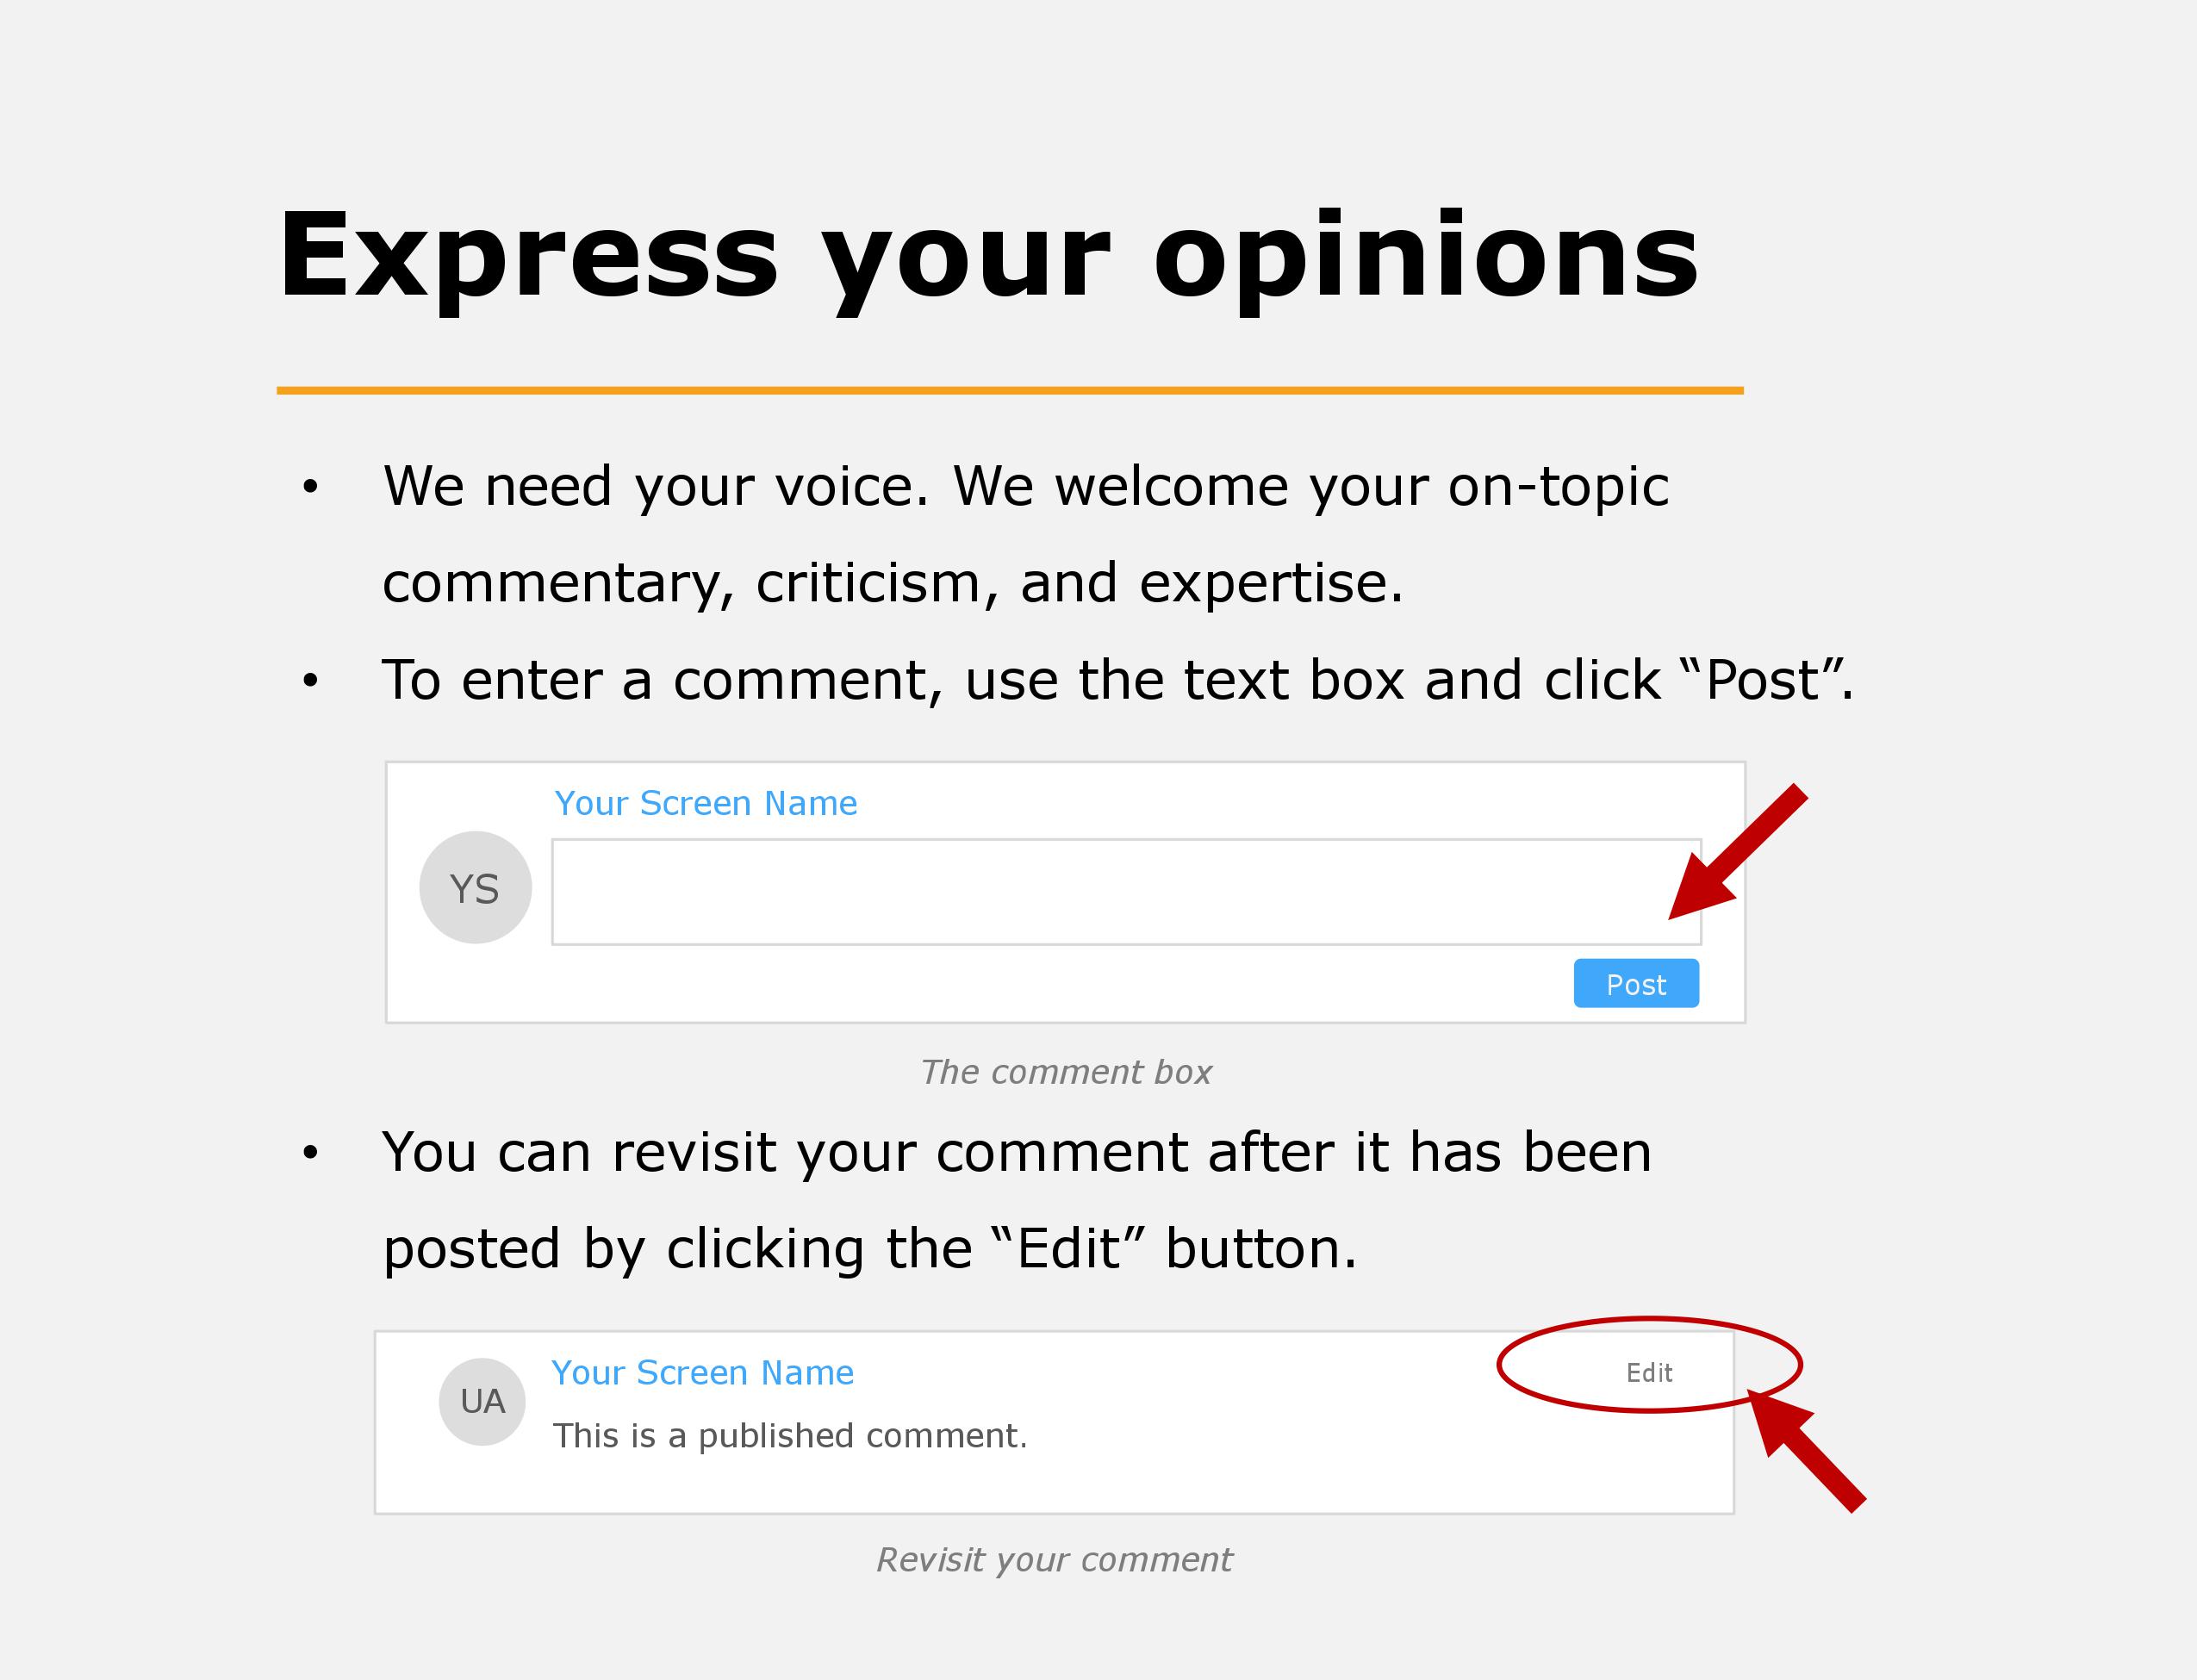 Express your opinions
• We need your voice. We welcome your on-topic
commentary, criticism, and expertise.
• To enter a comment, use the text box and click “Post”.
Your Screen Name
YS
Post
The comment box
• You can revisit your comment after it has been
posted by clicking the “Edit” button.
Your Screen Name
Edit
UA
This is a published comment.
Revisit your comment